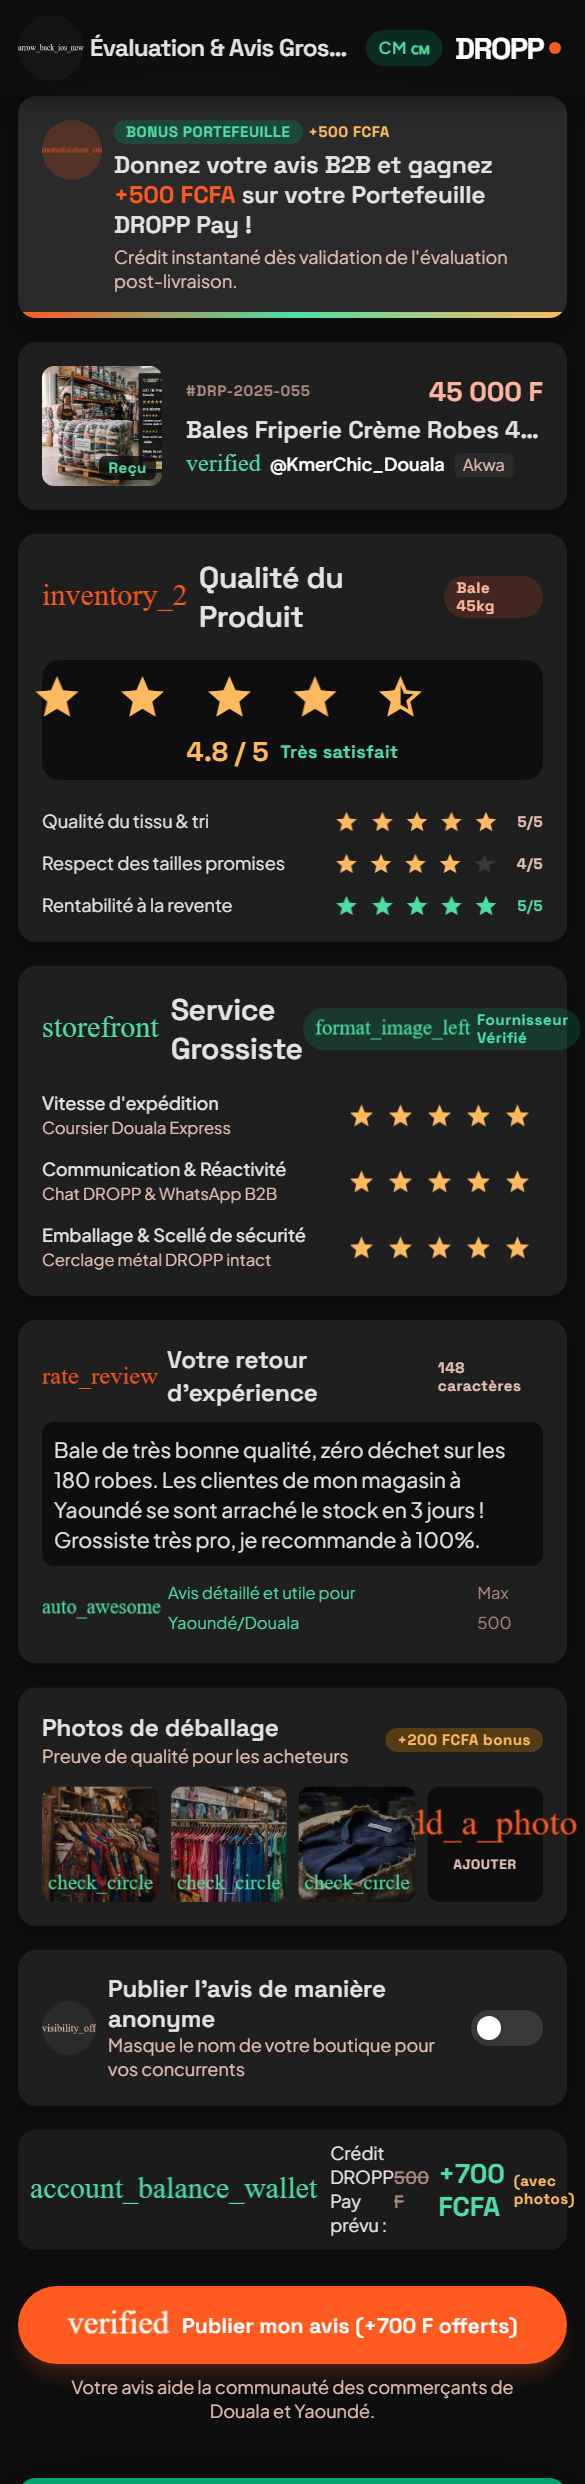 arrow_back_ios_new Évaluation & Avis Gros... CM CM DROPP
BONUS PORTEFEUILLE +500 FCFA
monetization_on
Donnez votre avis B2B et gagnez
+500 FCFA sur votre Portefeuille
DROPP Pay !
Crédit instantané dès validation de l'évaluation
post-livraison.
Reçu
#DRP-2025-055 45 000 F
Bales Friperie Crème Robes 4...
verified @KmerChic_Douala Akwa
inventory_2 Qualité du
Produit
Bale
45kg
4.8 / 5 Très satisfait
Qualité du tissu & tri 5/5
Respect des tailles promises 4/5
Rentabilité à la revente 5/5
storefront Service
Grossiste
format_image_left Fournisseur
Vérifié
Vitesse d'expédition
Coursier Douala Express
Communication & Réactivité
Chat DROPP & WhatsApp B2B
Emballage & Scellé de sécurité
Cerclage métal DROPP intact
rate_review Votre retour
d'expérience
148
caractères
Bale de très bonne qualité, zéro déchet sur les
180 robes. Les clientes de mon magasin à
Yaoundé se sont arraché le stock en 3 jours !
Grossiste très pro, je recommande à 100%.
auto_awesome Avis détaillé et utile pour
Yaoundé/Douala
Max
500
Photos de déballage
Preuve de qualité pour les acheteurs
+200 FCFA bonus
check_circle check_circle check_circle
dd_a_photo
AJOUTER
visibility_off
Publier l'avis de manière
anonyme
Masque le nom de votre boutique pour
vos concurrents
account_balance_wallet
Crédit
DROPP
Pay
prévu :
500
F
+700
FCFA
(avec
photos)
verified Publier mon avis (+700 F offerts)
Votre avis aide la communauté des commerçants de
Douala et Yaoundé.